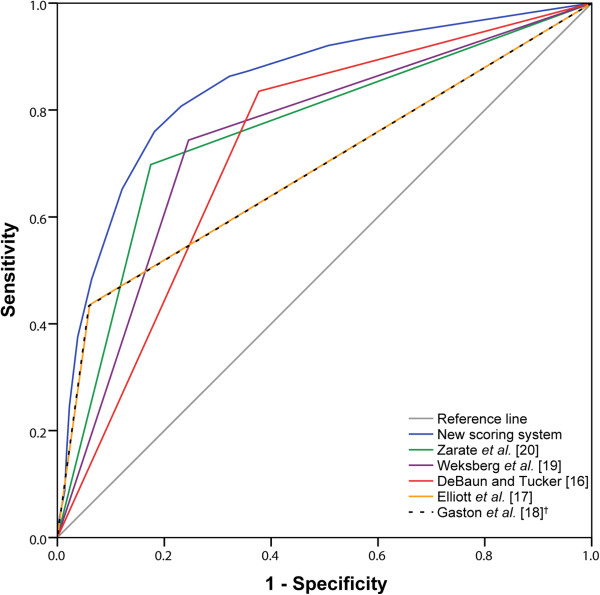 1.0
0.8
0.6
0.4
0.2
0.0
Sensitivity
Reference line
New scoring system
Zarate et al. [20]
Weksberg et al. [19]
DeBaun and Tucker [16]
Elliott et al. [17]
Gaston et al. [18]†
0.0 0.2 0.4 0.6 0.8 1.0
1 - Specificity